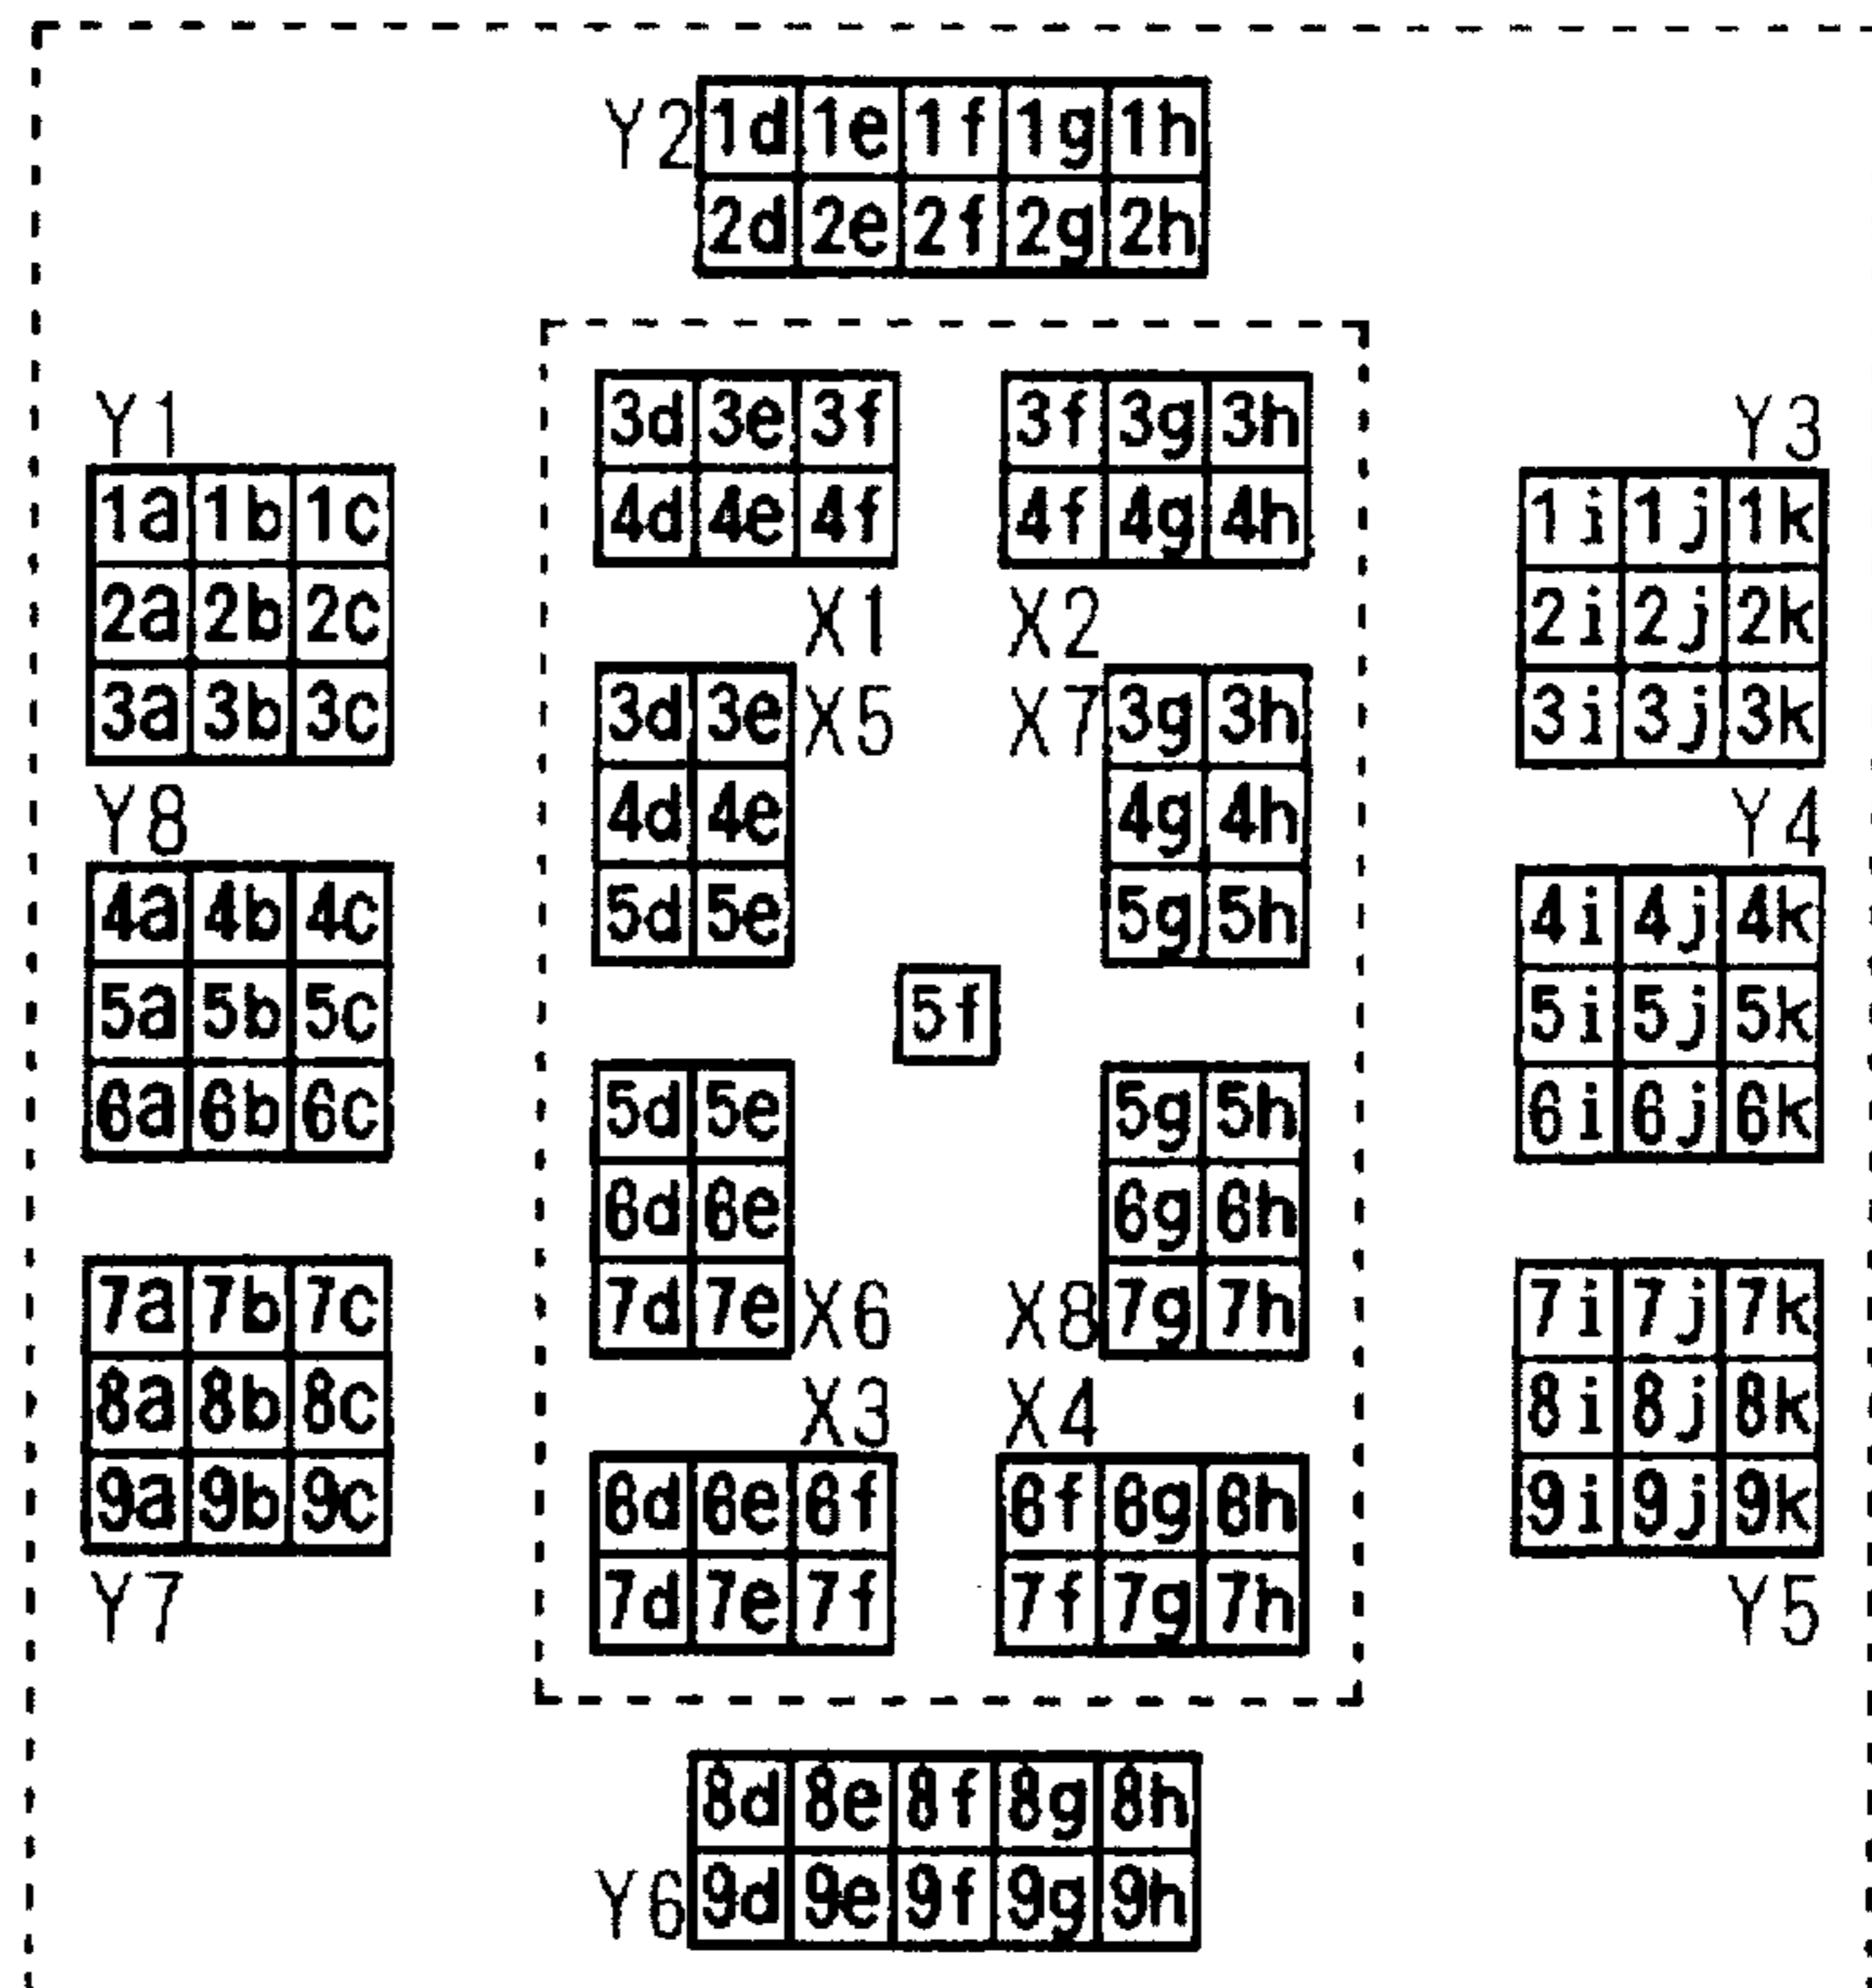 Y2 1d 1e 1f 1g 1h
2d 2e 2f 2g 2h
3d 3e 3f 3f 3g 3h
Y1 Y3
4d 4e 4f 4f 4g 4h
1a 1b 1c 1i 1j 1k
X1 X2
2a 2b 2c 2i 2j 2k
3a 3b 3c 3d 3e X5 X7 3g 3h 3i 3j 3k
Y8 4d 4e 4g 4h Y4
4a 4b 4c 5d 5e 5g 5h 4i 4j 4k
5a 5b 5c 5f 5i 5j 5k
6a 6b 6c 5d 5e 5g 5h 6i 6j 6k
6d 6e 6g 6h
7a 7b 7c 7d 7e X6 X8 7g 7h 7i 7j 7k
8a 8b 8c X3 X4 8i 8j 8k
9a 9b 9c 6d 6e 6f 6f 6g 6h 9i 9j 9k
Y7 7d 7e 7f 7f 7g 7h Y5
8d 8e 8f 8g 8h
Y6 9d 9e 9f 9g 9h